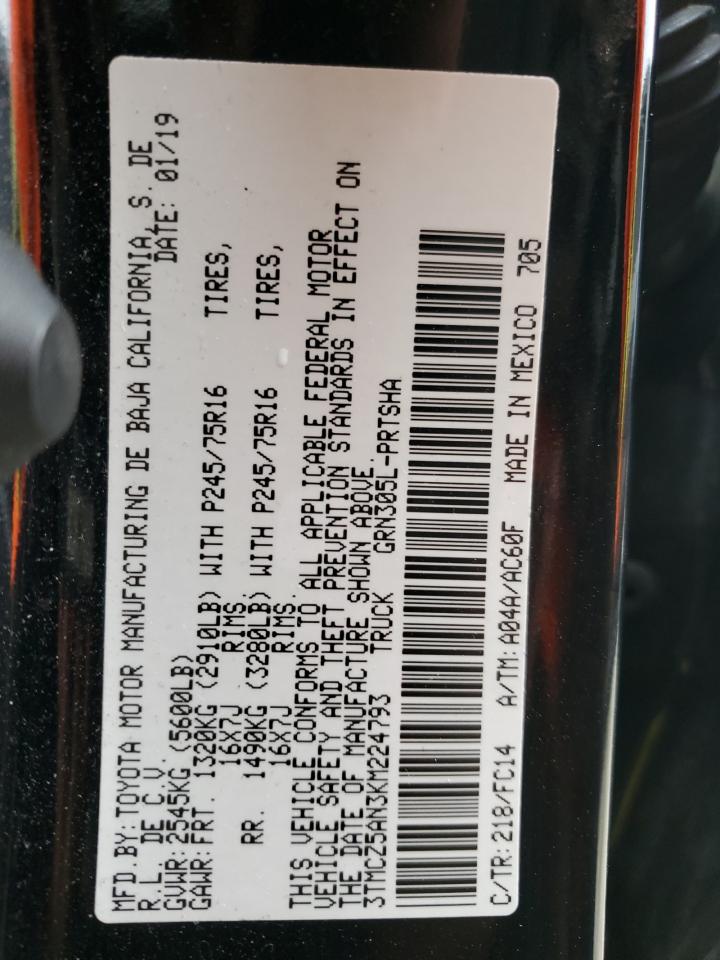 MFD.BY:TOYOTA MOTOR MANUFACTURING DE BAJA CALIFORNIA, S. DE
R.L. DE C.V. DATE: 01/19
GVWR:2545KG (5600LB)
GAWR:FRT. 1320KG (2910LB) WITH P245/75R16 TIRES,
16X7J RIMS.
RR. 1490KG (3280LB) WITH P245/75R16 TIRES,
16X7J RIMS.
THIS VEHICLE CONFORMS TO ALL APPLICABLE FEDERAL MOTOR
VEHICLE SAFETY AND THEFT PREVENTION STANDARDS IN EFFECT ON
THE DATE OF MANUFACTURE SHOWN ABOVE.
3TMCZ5AN3KM224793 TRUCK GRN305L-PRTSHA
C/TR:218/FC14 A/TM:A04A/AC60F MADE IN MEXICO 705